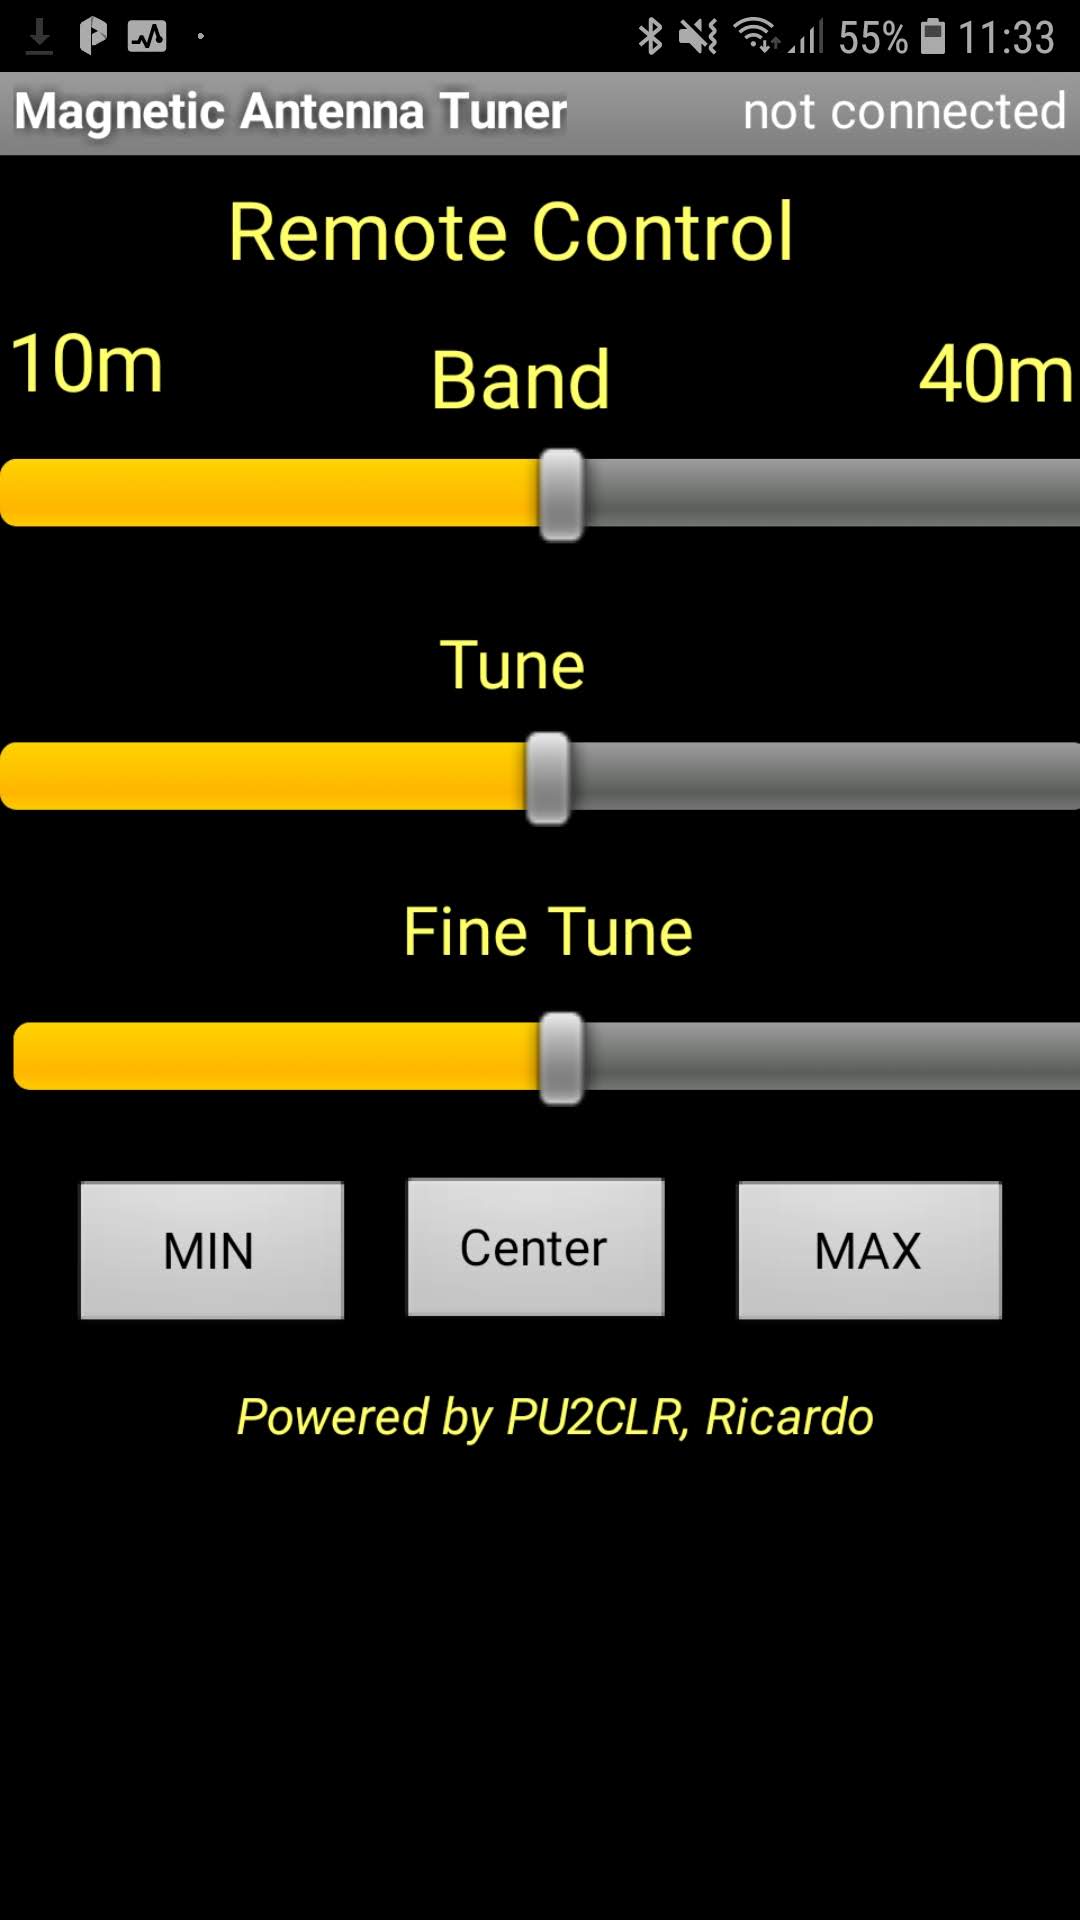 55% 11:33
Magnetic Antenna Tuner not connected
Remote Control
10m Band 40m
Tune
Fine Tune
MIN Center MAX
Powered by PU2CLR, Ricardo